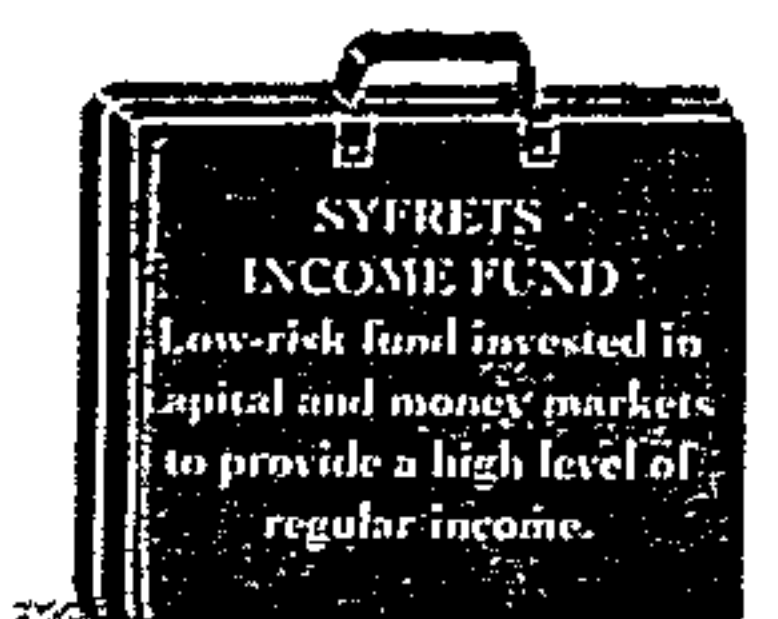 SYFRETS
INCOME FUND
Low-risk fund invested in
capital and money markets
to provide a high level of
regular income.